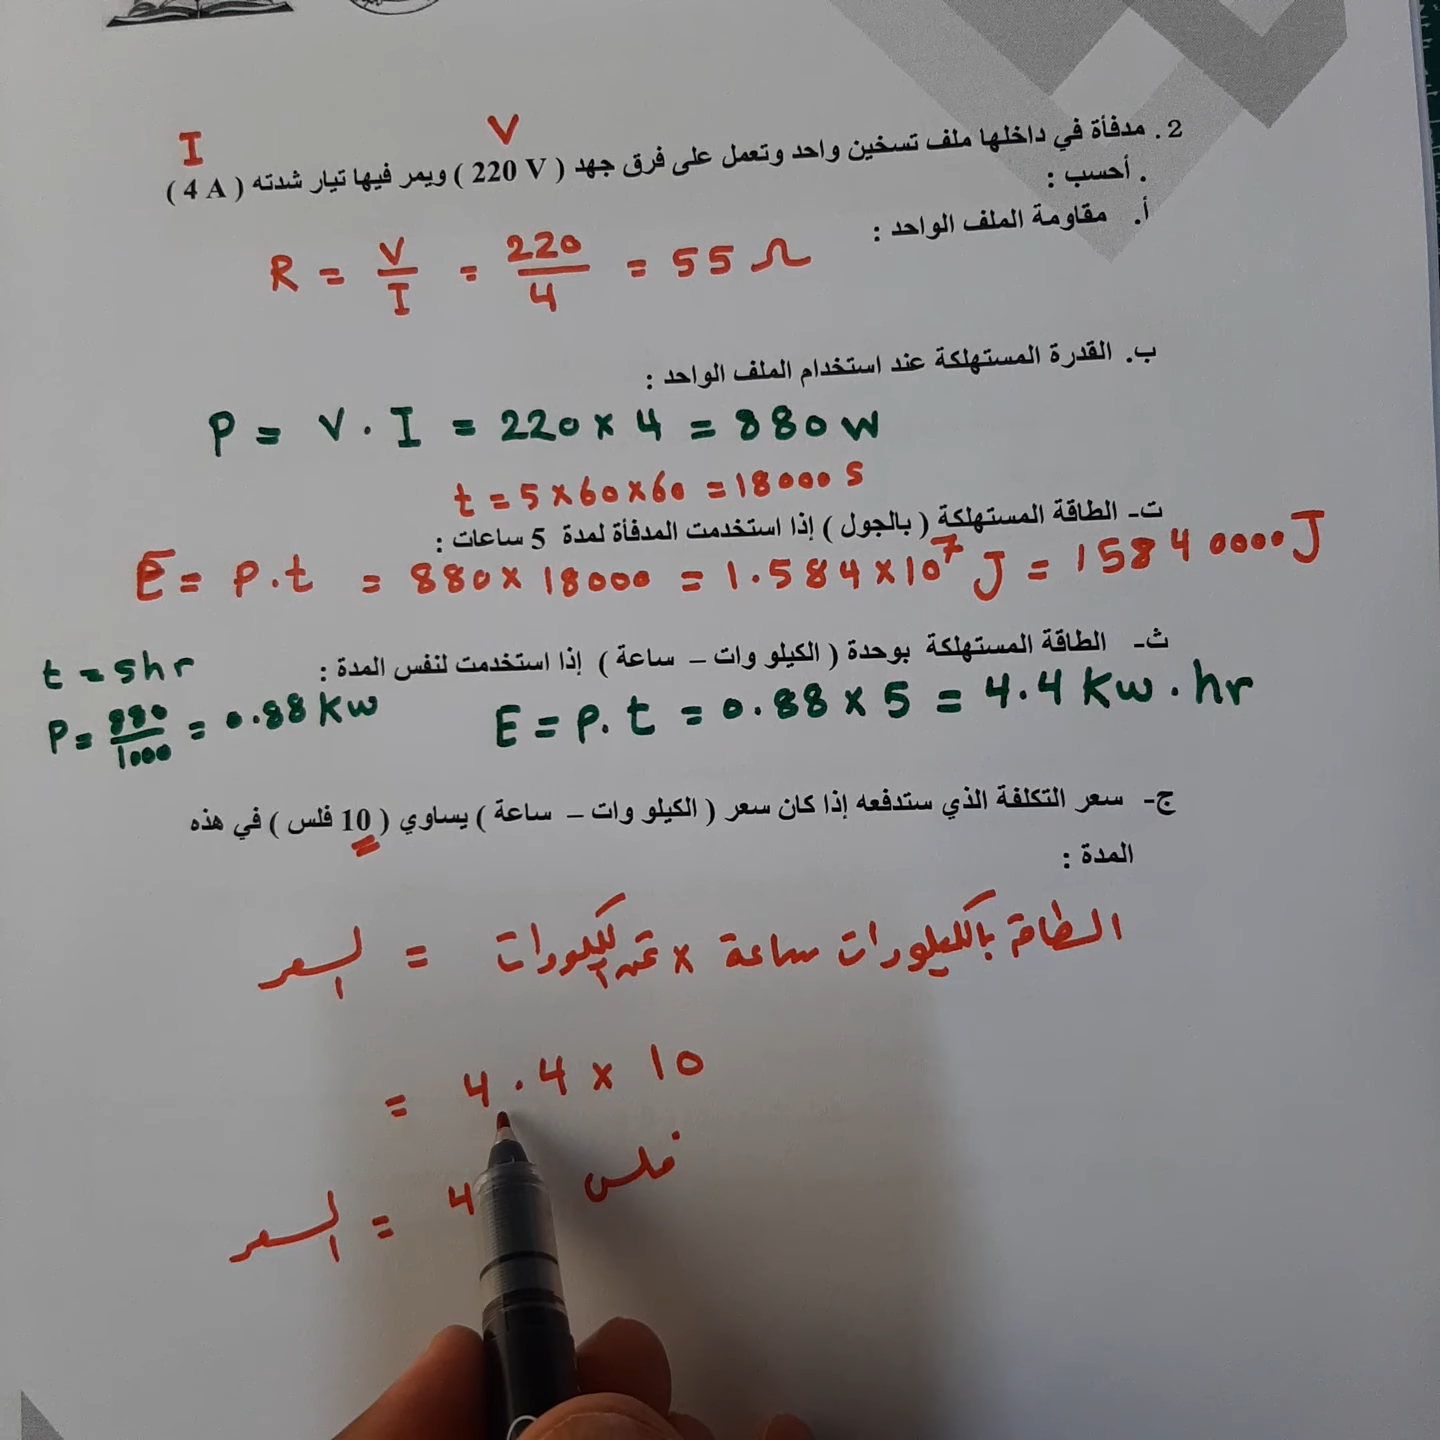 I V
2 . مدفأة في داخلها ملف تسخين واحد وتعمل على فرق جهد ( 220 V ) ويمر فيها تيار شدته ( 4 A )
. أحسب :
أ. مقاومة الملف الواحد :
R = V/I = 220/4 = 55 Ω
ب. القدرة المستهلكة عند استخدام الملف الواحد :
P = V . I = 220 × 4 = 880 W
t = 5 × 60 × 60 = 18000 S
ت- الطاقة المستهلكة ( بالجول ) إذا استخدمت المدفأة لمدة 5 ساعات :
E = P.t = 880 × 18000 = 1.584 × 10⁷ J = 15840000 J
ث- الطاقة المستهلكة بوحدة ( الكيلو وات – ساعة ) إذا استخدمت لنفس المدة :
t = 5hr
P = 880/1000 = 0.88 KW
E = P.t = 0.88 × 5 = 4.4 KW.hr
ج- سعر التكلفة الذي ستدفعه إذا كان سعر ( الكيلو وات – ساعة ) يساوي ( 10 فلس ) في هذه
المدة :
السعر = الطاقة بالكيلووات ساعة × ثمن الكيلووات
= 4.4 × 10
السعر = 4 فلس